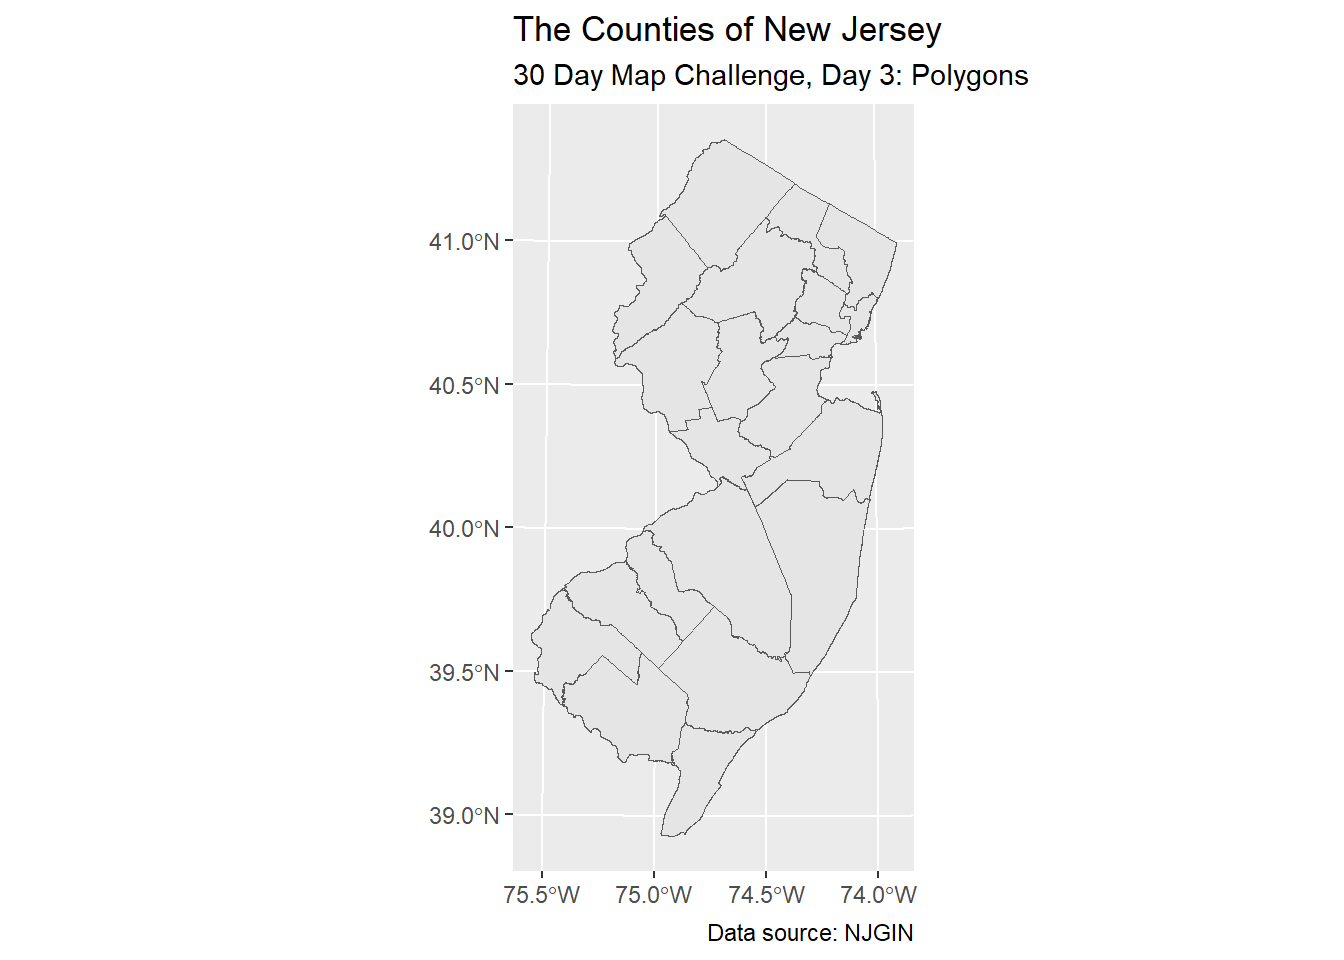 The Counties of New Jersey
30 Day Map Challenge, Day 3: Polygons
41.0°N
40.5°N
40.0°N
39.5°N
39.0°N
75.5°W 75.0°W 74.5°W 74.0°W
Data source: NJGIN